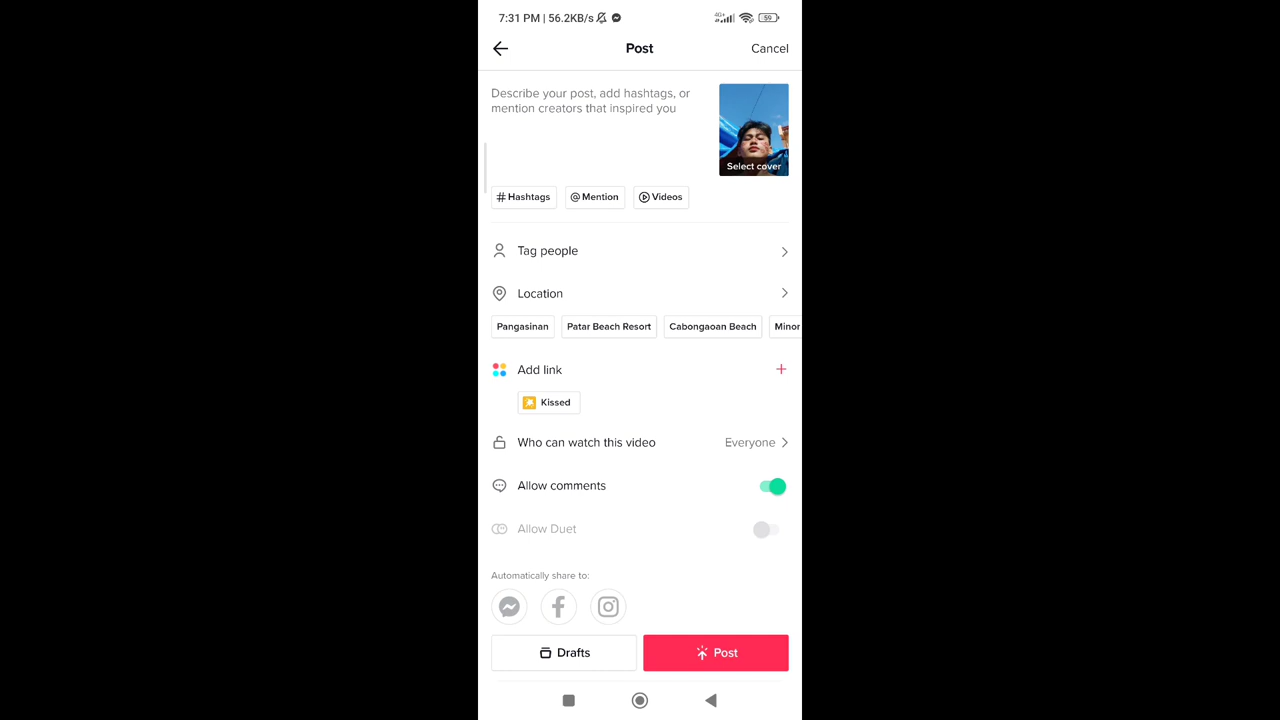 7:31 PM | 56.2KB/s
4G+
59
Post
Cancel
Describe your post, add hashtags, or
mention creators that inspired you
Select cover
# Hashtags
@ Mention
Videos
Tag people
Location
Pangasinan
Patar Beach Resort
Cabongaoan Beach
Minor
Add link
Kissed
Who can watch this video
Everyone
Allow comments
Allow Duet
Automatically share to:
Drafts
Post